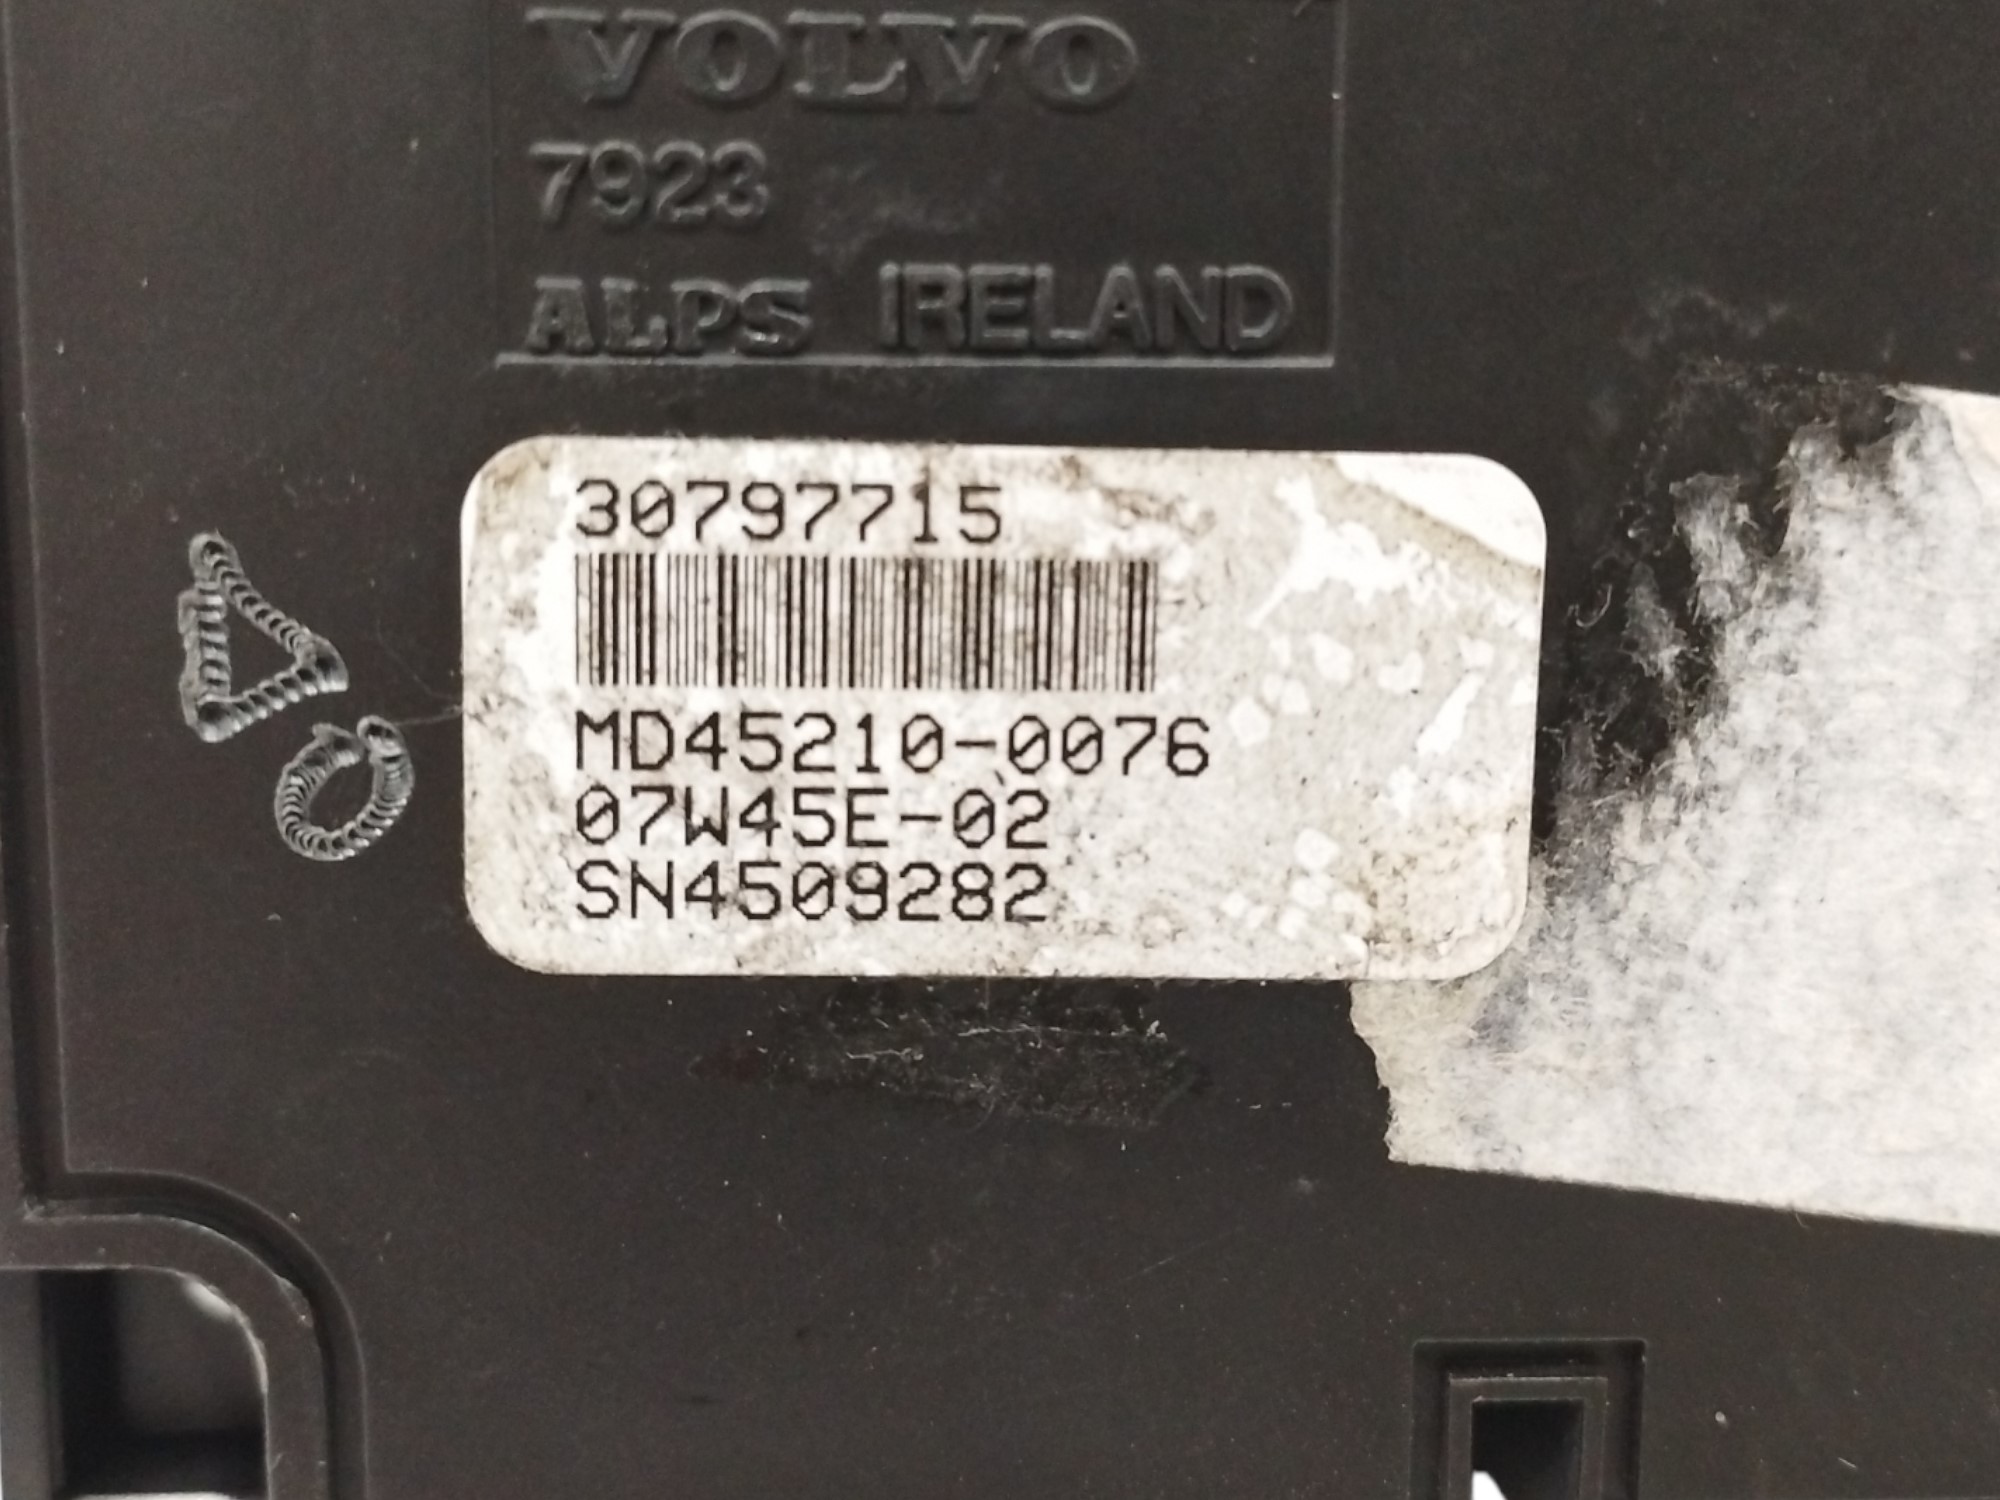 VOLVO
7923
ALPS IRELAND
30797715
MD45210-0076
07W45E-02
SN4509282